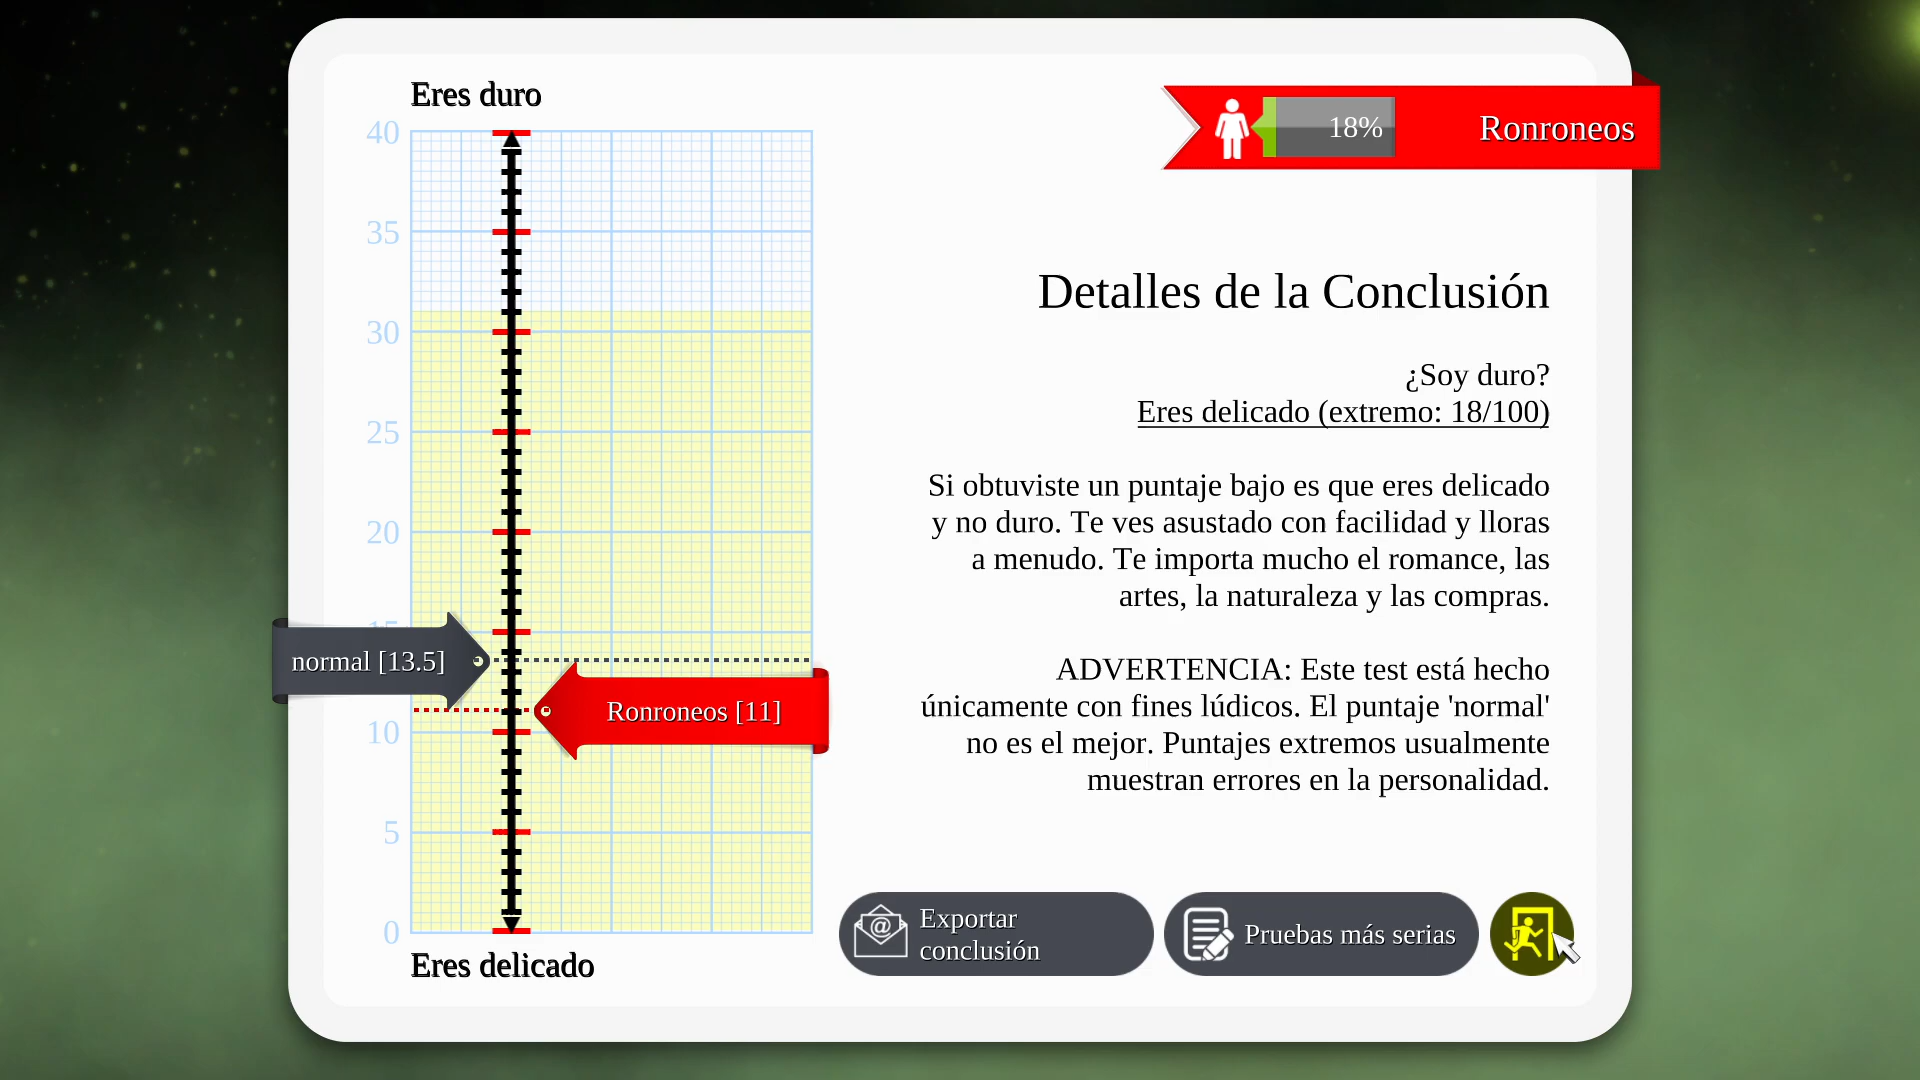 Eres duro
40
35
30
25
20
10
5
0
normal [13.5]
Ronroneos [11]
Eres delicado
18%
Ronroneos
Detalles de la Conclusión
¿Soy duro?
Eres delicado (extremo: 18/100)
Si obtuviste un puntaje bajo es que eres delicado
y no duro. Te ves asustado con facilidad y lloras
a menudo. Te importa mucho el romance, las
artes, la naturaleza y las compras.
ADVERTENCIA: Este test está hecho
únicamente con fines lúdicos. El puntaje 'normal'
no es el mejor. Puntajes extremos usualmente
muestran errores en la personalidad.
Exportar
conclusión
Pruebas más serias